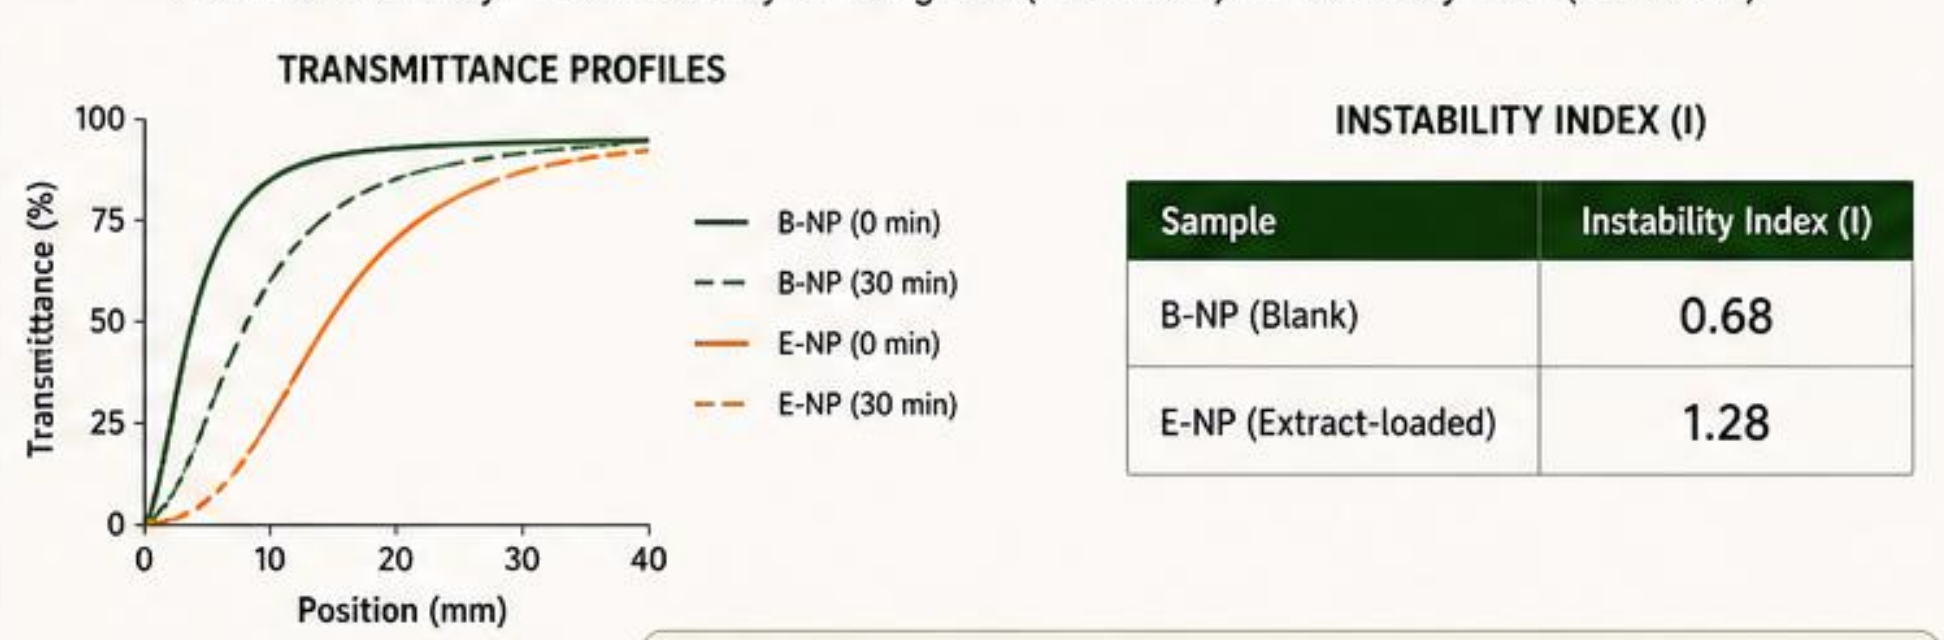 TRANSMITTANCE PROFILES
100
75
50
25
0
Transmittance (%)
0 10 20 30 40
Position (mm)
B-NP (0 min)
B-NP (30 min)
E-NP (0 min)
E-NP (30 min)
INSTABILITY INDEX (I)
Sample Instability Index (I)
B-NP (Blank) 0.68
E-NP (Extract-loaded) 1.28